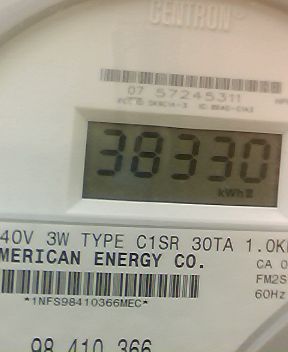 CENTRON®
07 57245311
38330
kWh
40V 3W TYPE C1SR 30TA 1.0K
MERICAN ENERGY CO.
CA 0
FM2S
60Hz
*1NFS98410366MEC*
98 410 366